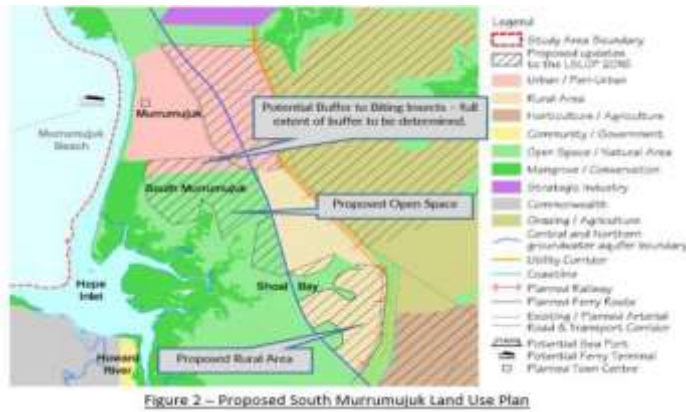 Murrumujuk
Murrumujuk
Beach
Potential Buffer to Biting Insects - full
extent of buffer to be determined.
South Murrumujuk
Proposed Open Space
Hope
Inlet
Shoal Bay
Howard
River
Proposed Rural Area
Legend
Study Area Boundary
Proposed updates
to the LSLUP 2016
Urban / Peri-Urban
Rural Area
Horticulture / Agriculture
Community / Government
Open Space / Natural Area
Mangrove / Conservation
Strategic Industry
Commonwealth
Grazing / Agriculture
Central and Northern
groundwater aquifer boundary
Utility Corridor
Coastline
Planned Railway
Planned Ferry Route
Existing / Planned Arterial
Road & Transport Corridor
Potential Sea Port
Potential Ferry Terminal
Planned Town Centre
Figure 2 – Proposed South Murrumujuk Land Use Plan